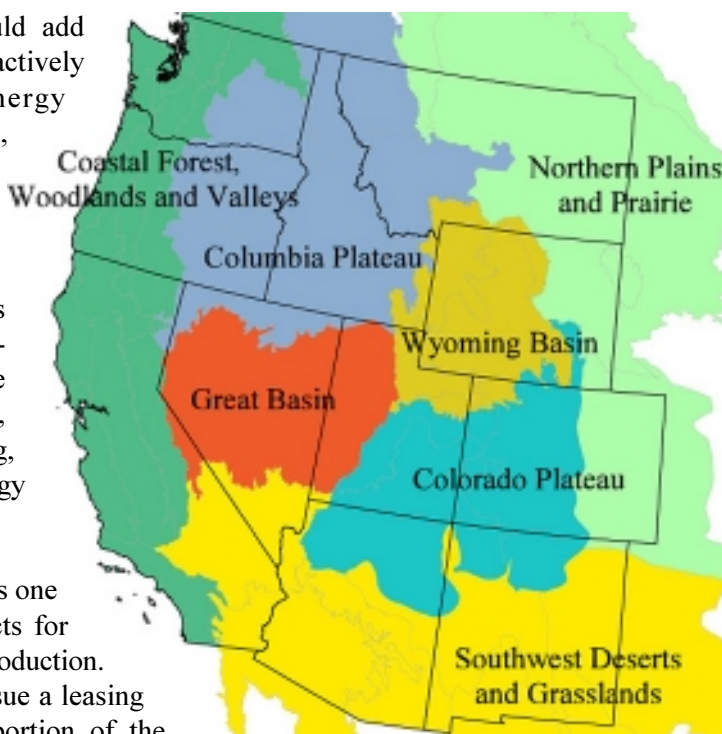 uld add
actively
nergy
,
s
-
e
,
g,
gy
s one
cts for
oduction.
sue a leasing
portion of the
Coastal Forest,
Woodlands and Valleys
Northern Plains
and Prairie
Columbia Plateau
Wyoming Basin
Great Basin
Colorado Plateau
Southwest Deserts
and Grasslands